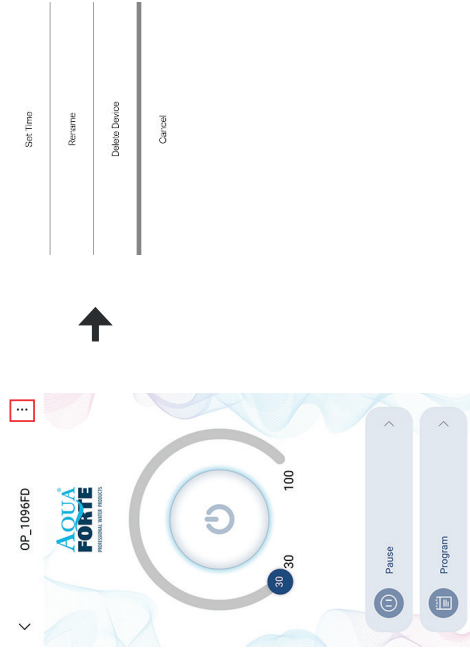 OP_1096FD
AQUA
FORTE
PROFESSIONAL WATER PRODUCTS
30
30
100
Pause
Program
Set Time
Rename
Delete Device
Cancel